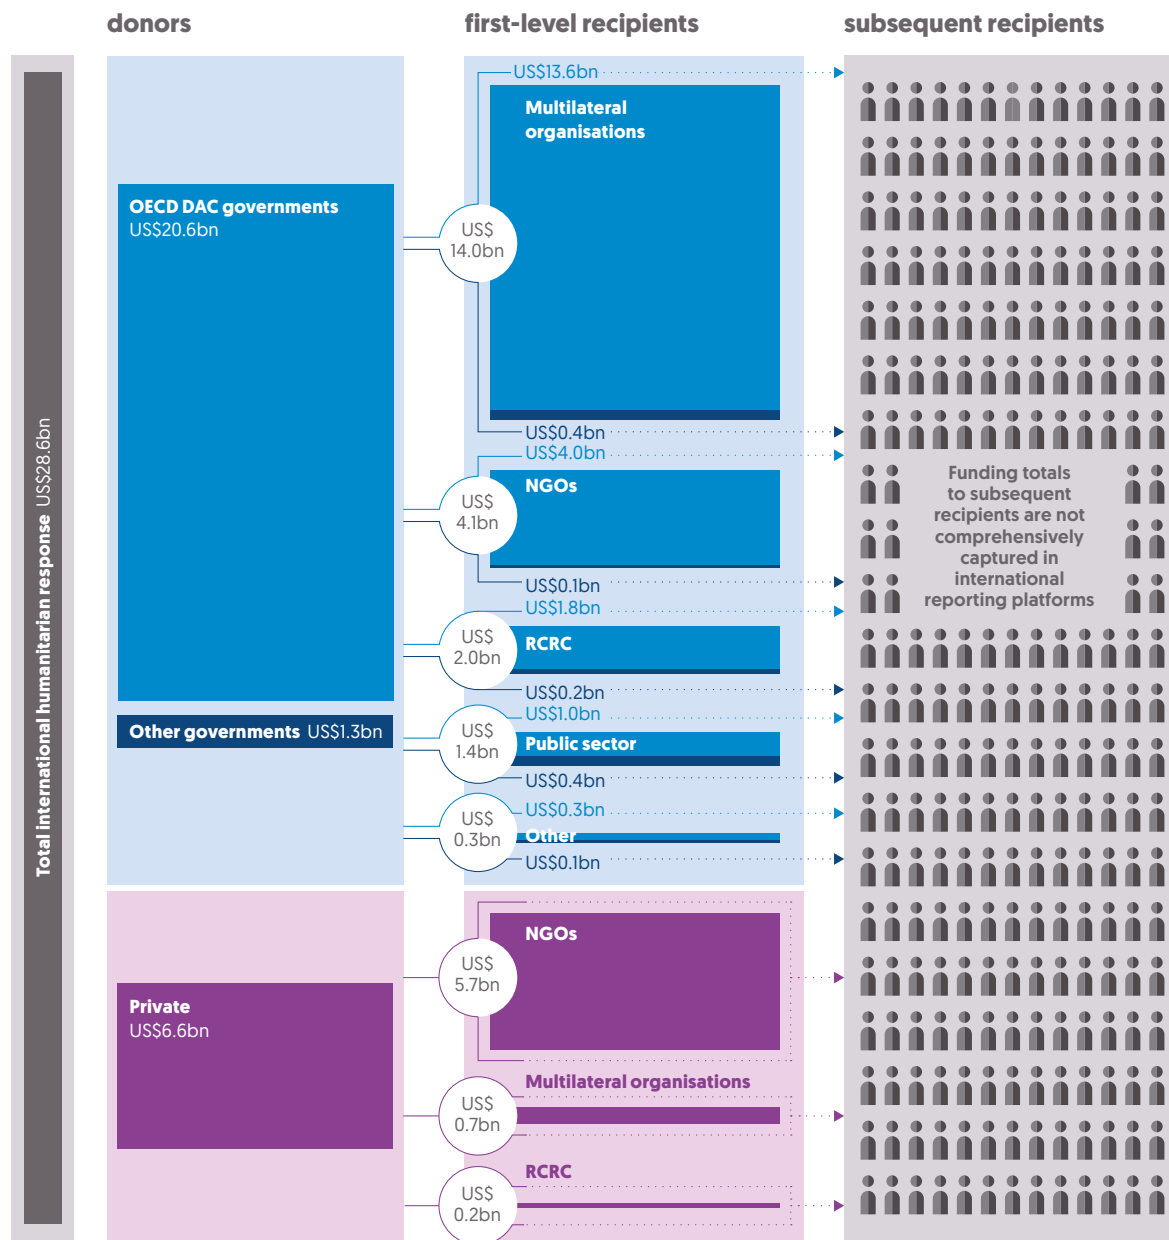 donors
first-level recipients
subsequent recipients
Total international humanitarian response US$28.6bn
OECD DAC governments
US$20.6bn
Other governments US$1.3bn
US$13.6bn
Multilateral
organisations
US$
14.0bn
US$0.4bn
US$4.0bn
NGOs
US$
4.1bn
US$0.1bn
US$1.8bn
RCRC
US$
2.0bn
US$0.2bn
US$1.0bn
Public sector
US$
1.4bn
US$0.4bn
US$0.3bn
Other
US$
0.3bn
US$0.1bn
Private
US$6.6bn
NGOs
US$
5.7bn
Multilateral organisations
US$
0.7bn
RCRC
US$
0.2bn
Funding totals
to subsequent
recipients are not
comprehensively
captured in
international
reporting platforms